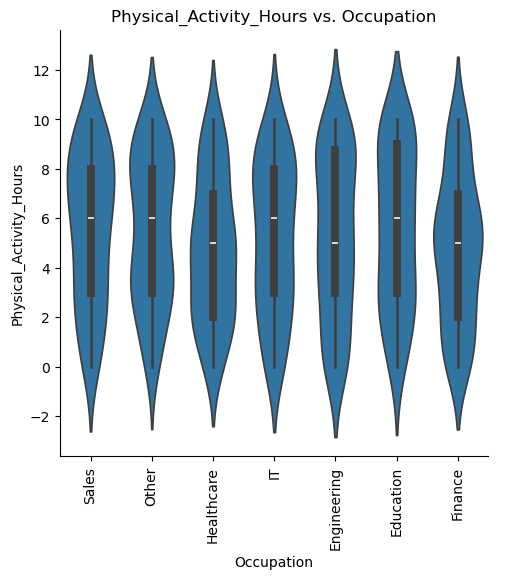 Physical_Activity_Hours vs. Occupation
Physical_Activity_Hours
12
10
8
6
4
2
0
−2
Sales
Other
Healthcare
IT
Engineering
Education
Finance
Occupation